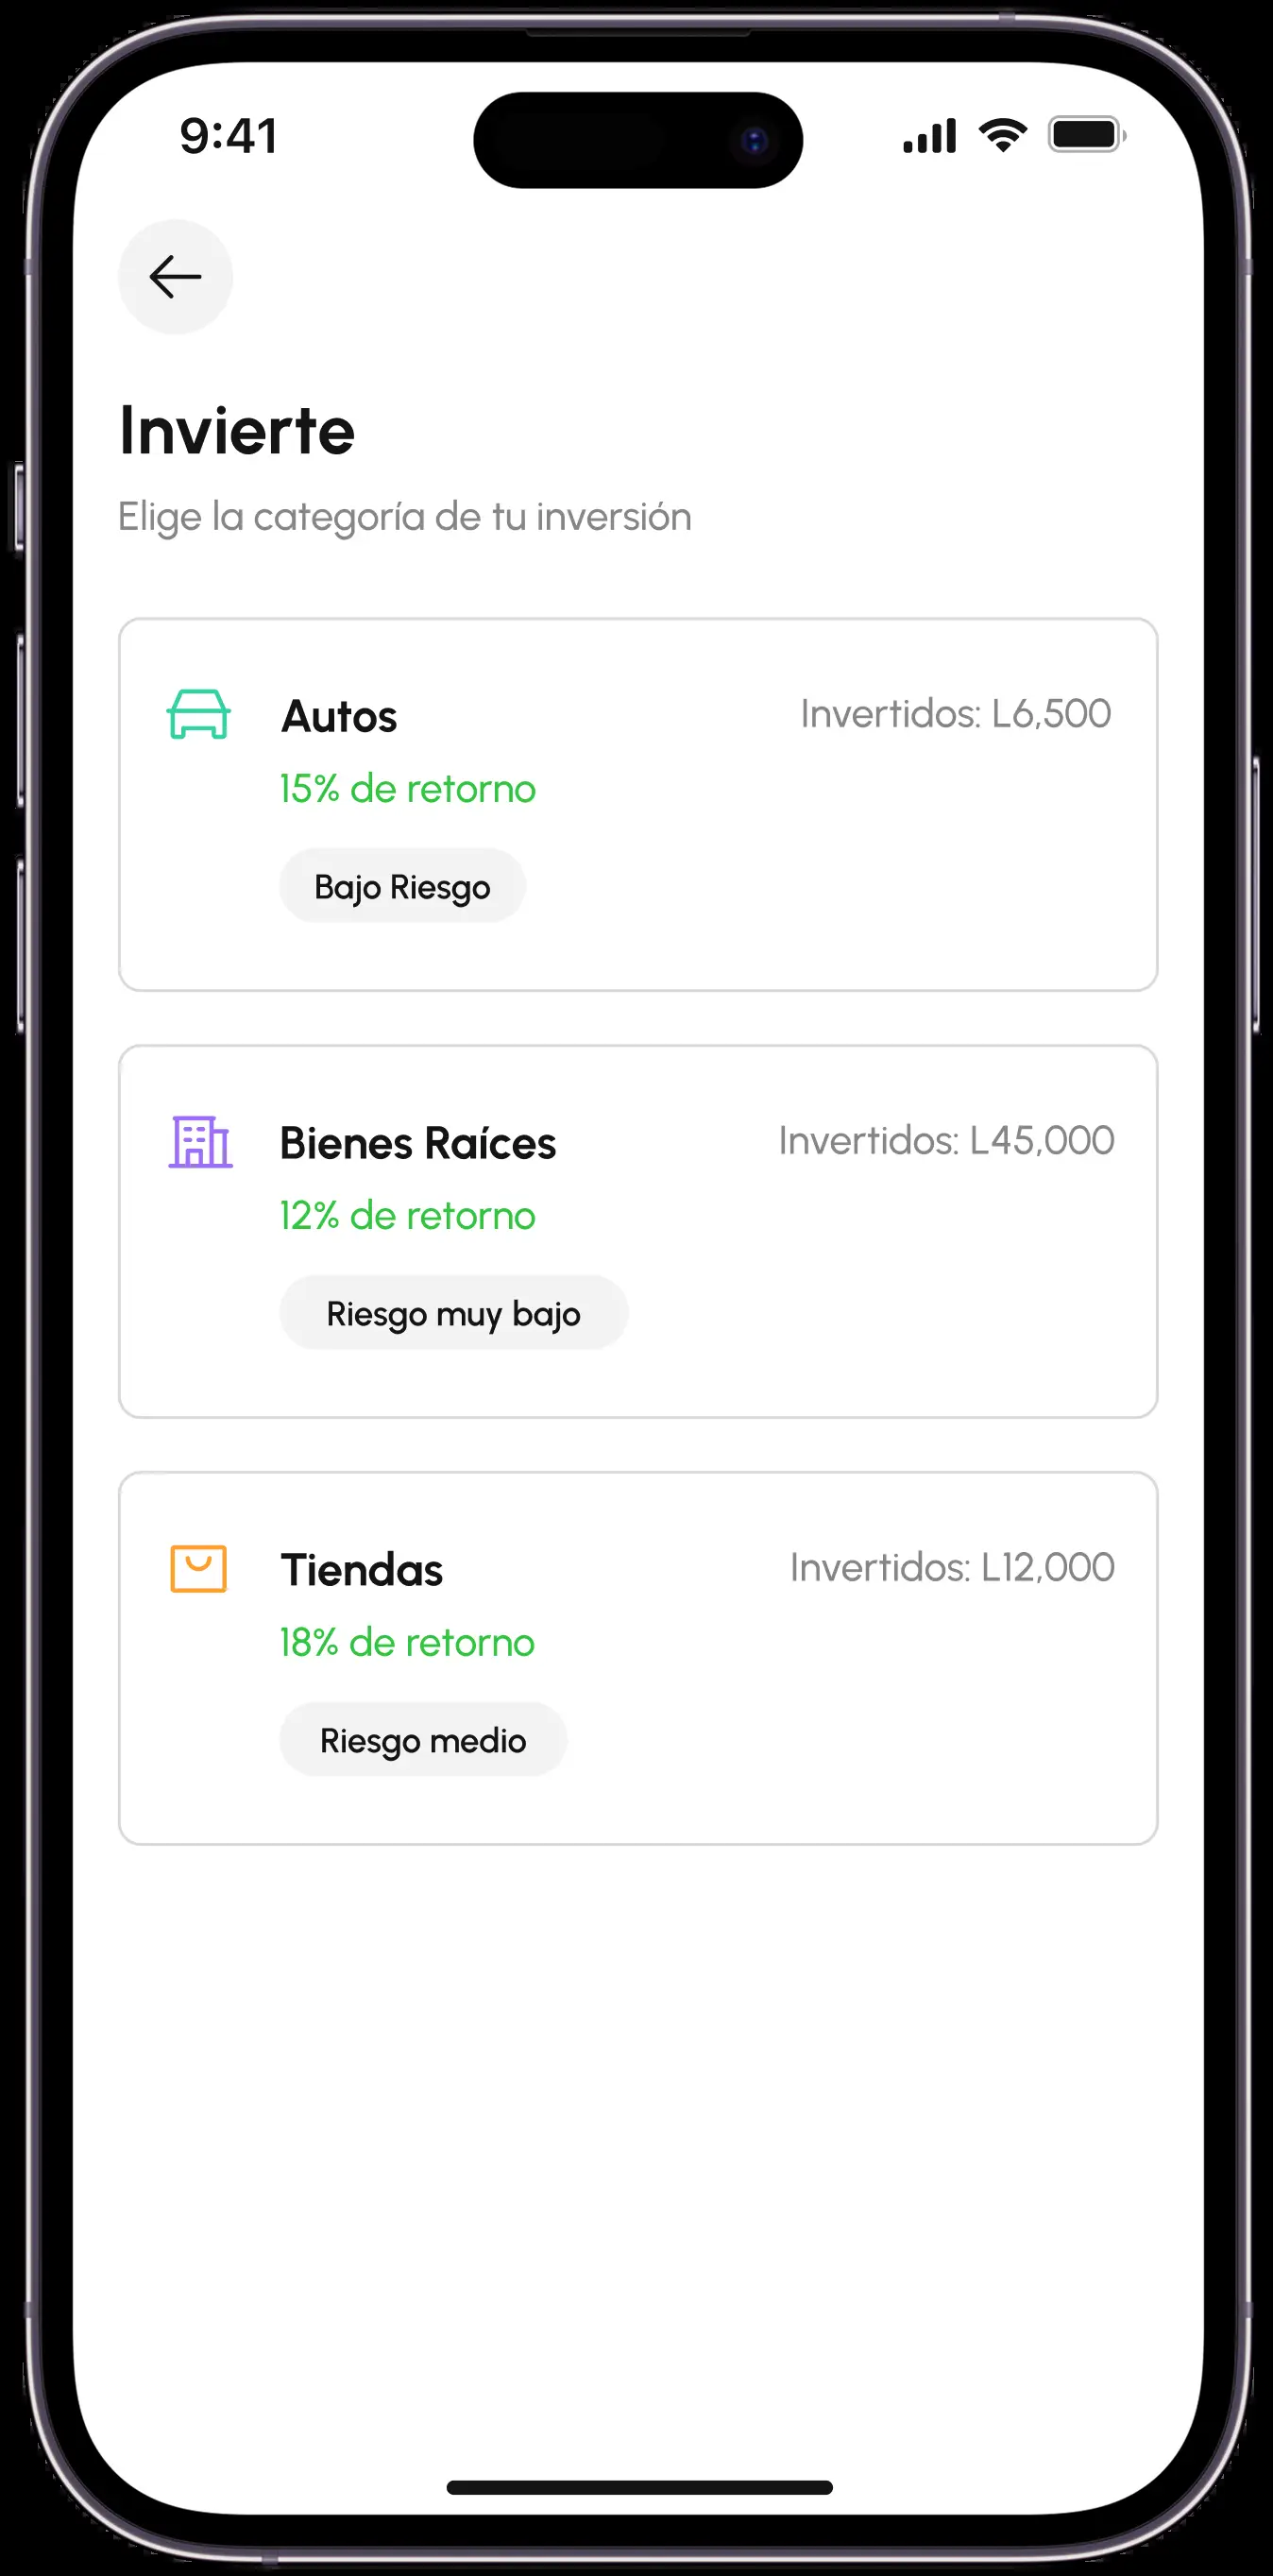 9:41
Invierte
Elige la categoría de tu inversión
Autos
Invertidos: L6,500
15% de retorno
Bajo Riesgo
Bienes Raíces
Invertidos: L45,000
12% de retorno
Riesgo muy bajo
Tiendas
Invertidos: L12,000
18% de retorno
Riesgo medio